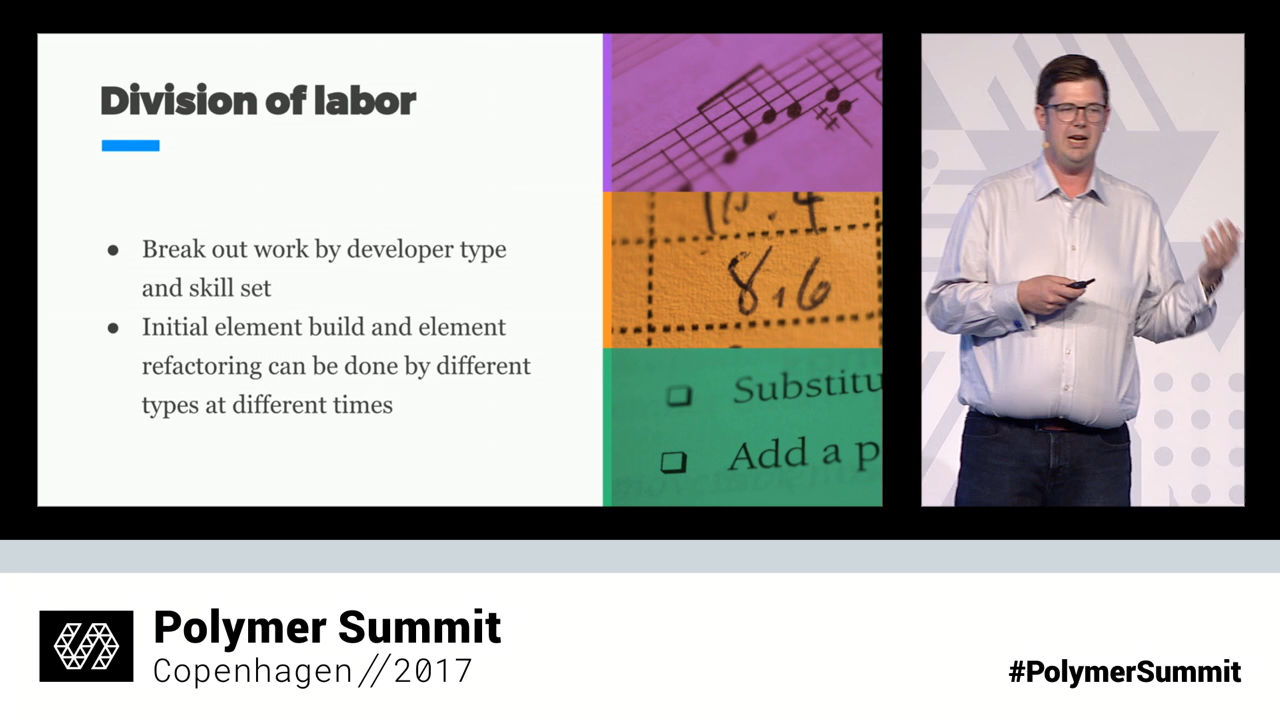 Division of labor
● Break out work by developer type
and skill set
● Initial element build and element
refactoring can be done by different
types at different times
8,6
Substitu
Add a p
Polymer Summit
Copenhagen//2017
#PolymerSummit